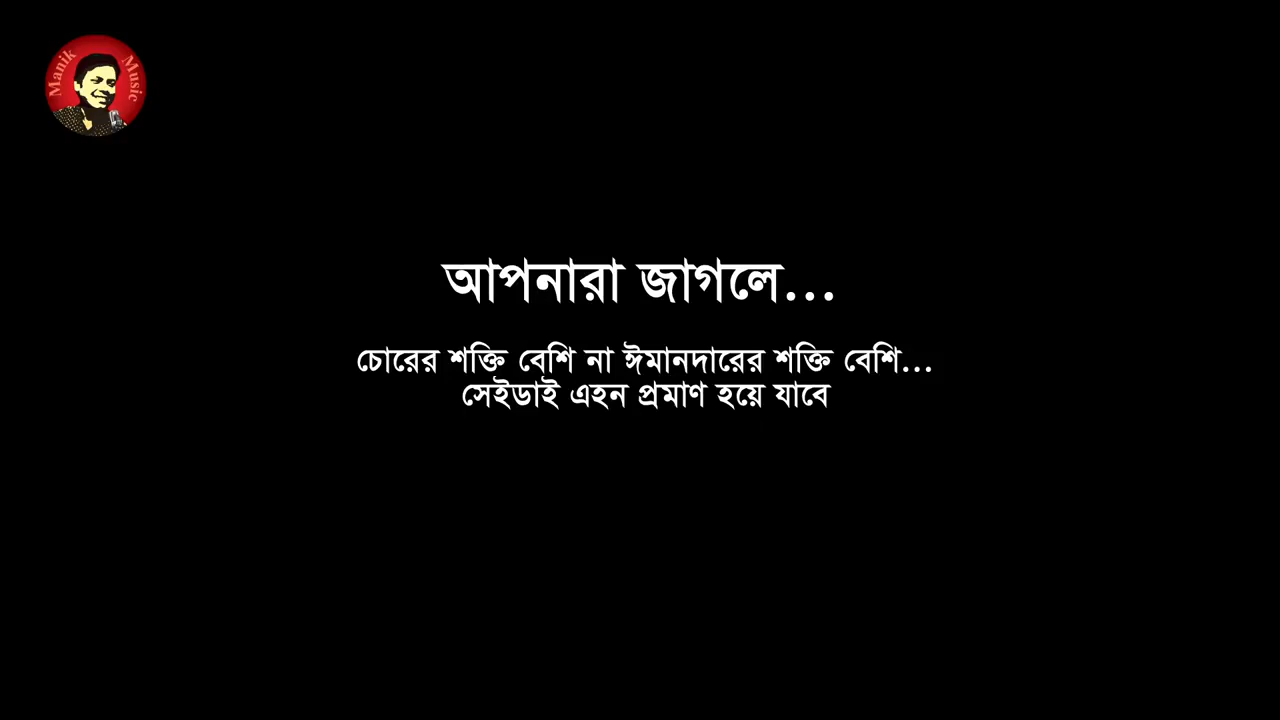 Manik Music
আপনারা জাগলে...
চোরের শক্তি বেশি না ঈমানদারের শক্তি বেশি...
সেইডাই এহন প্রমাণ হয়ে যাবে